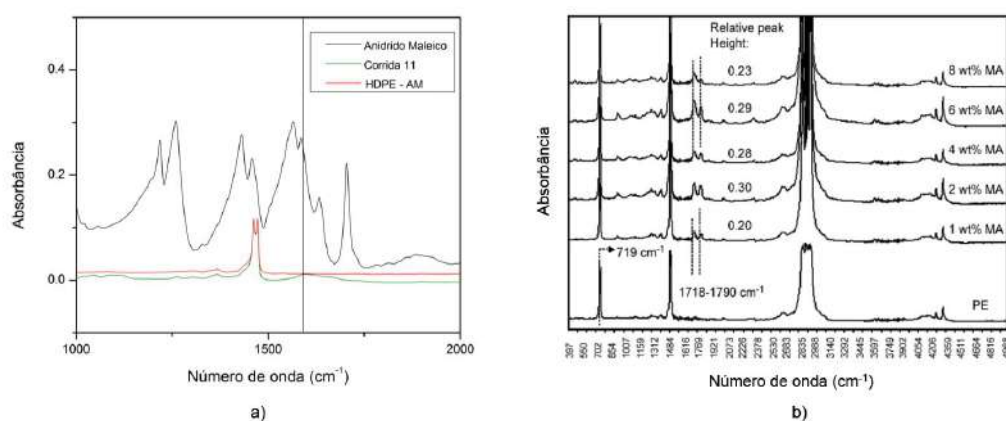 0.4
0.2
0.0
Absorbância
Anidrido Maleico
Corrida 11
HDPE - AM
1000
1500
2000
Número de onda (cm⁻¹)
a)
Absorbância
Relative peak
Height:
0.23
8 wt% MA
0.29
6 wt% MA
0.28
4 wt% MA
0.30
2 wt% MA
0.20
1 wt% MA
719 cm⁻¹
1718-1790 cm⁻¹
PE
397
550
702
854
1007
1159
1312
1484
1616
1769
1921
2073
2226
2378
2530
2683
2835
2988
3140
3292
3445
3597
3749
3902
4054
4206
4359
4511
4664
4816
Número de onda (cm⁻¹)
b)